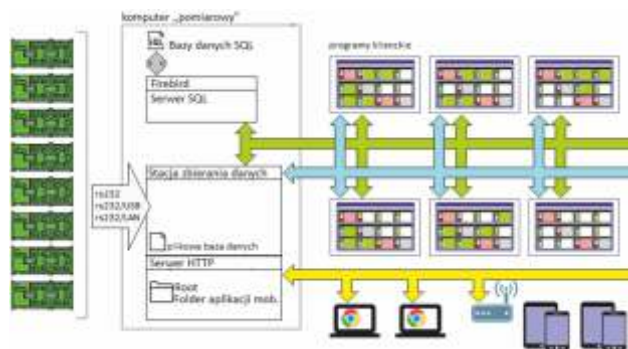 komputer „pomiarowy"
Bazy danych SQL
Firebird
Serwer SQL
programy klienckie
Stacja zbierania danych
rs232
rs232/USB
rs232/LAN
plikowa baza danych
Serwer HTTP
Root
Folder aplikacji mob.